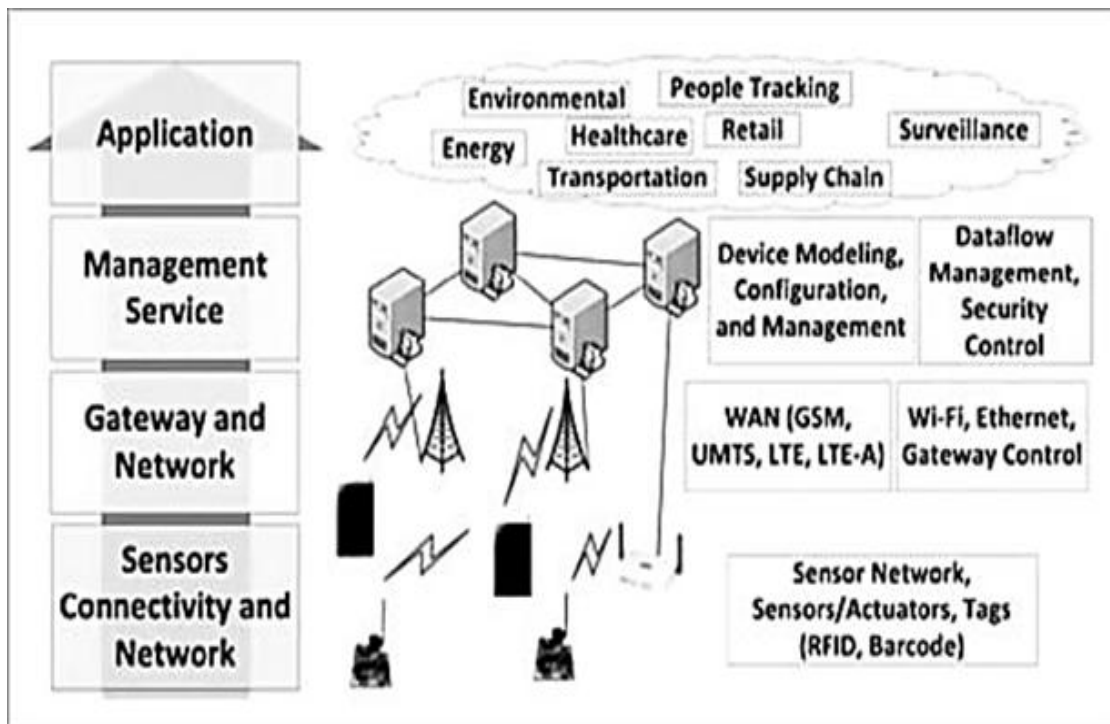 Application
Environmental
People Tracking
Energy
Healthcare
Retail
Surveillance
Transportation
Supply Chain
Management
Service
Device Modeling,
Configuration,
and Management
Dataflow
Management,
Security
Control
Gateway and
Network
WAN (GSM,
UMTS, LTE, LTE-A)
Wi-Fi, Ethernet,
Gateway Control
Sensors
Connectivity and
Network
Sensor Network,
Sensors/Actuators, Tags
(RFID, Barcode)